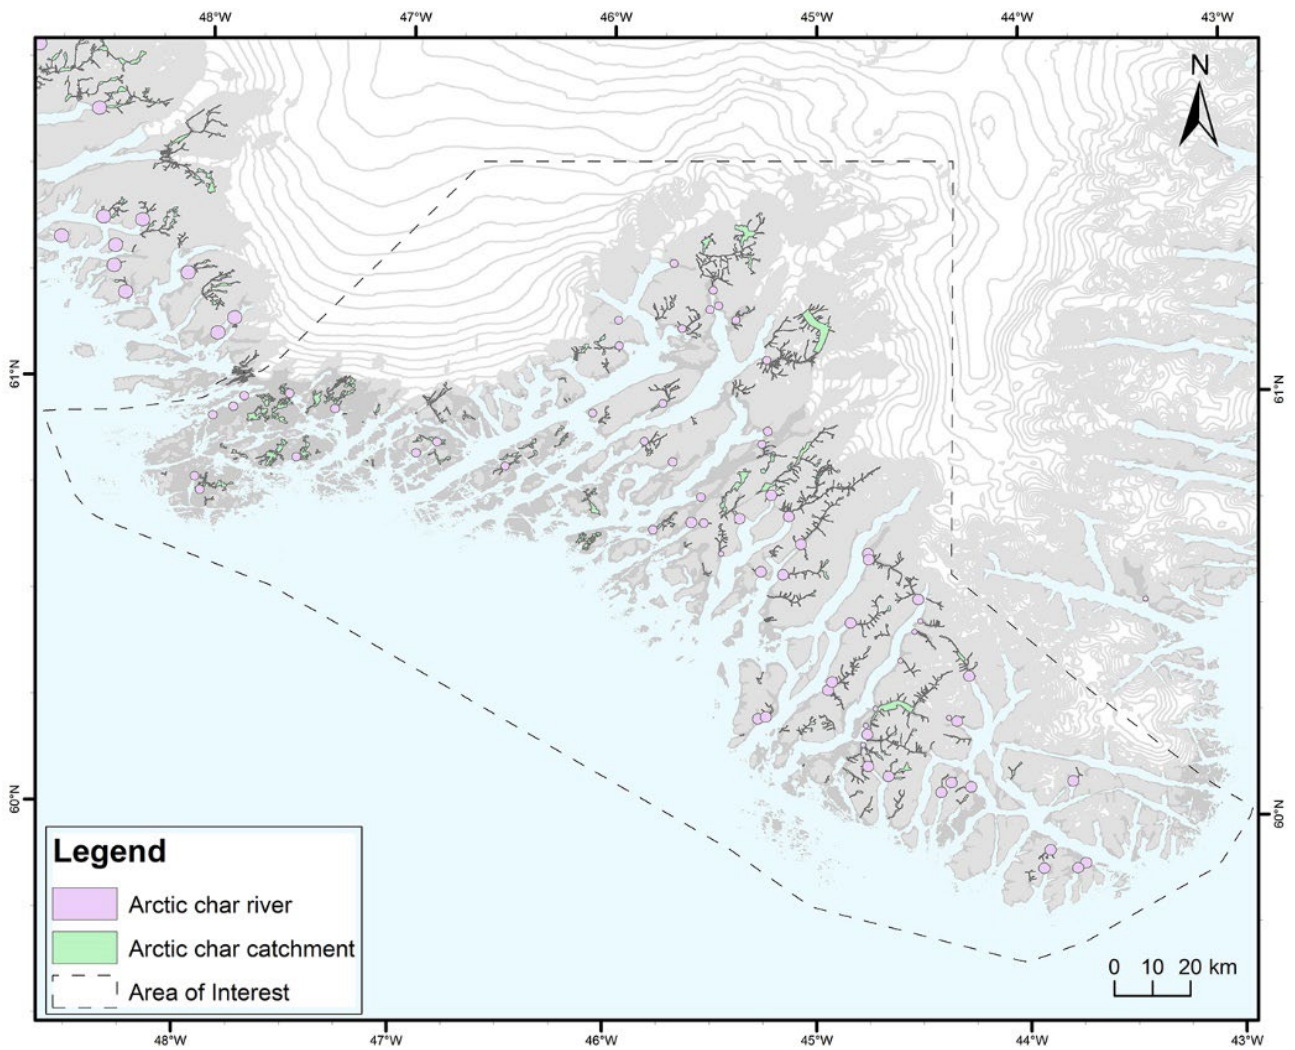 48°W 47°W 46°W 45°W 44°W 43°W
N
61°N 61°N
60°N 60°N
Legend
Arctic char river
Arctic char catchment
Area of Interest
0 10 20 km
48°W 47°W 46°W 45°W 44°W 43°W